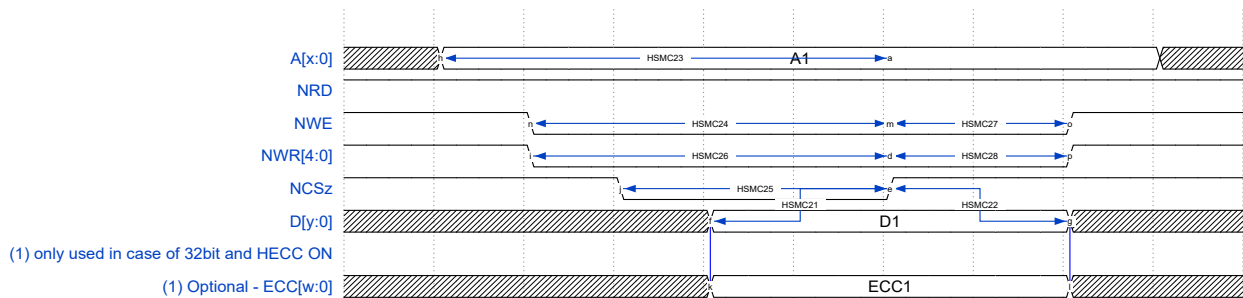 A[x:0] h HSMC23 A1 a
NRD
NWE n HSMC24 m HSMC27 o
NWR[4:0] i HSMC26 d HSMC28 p
NCSz j HSMC25 e
HSMC21 HSMC22
D[y:0] f D1 g
(1) only used in case of 32bit and HECC ON
(1) Optional - ECC[w:0] k ECC1 l